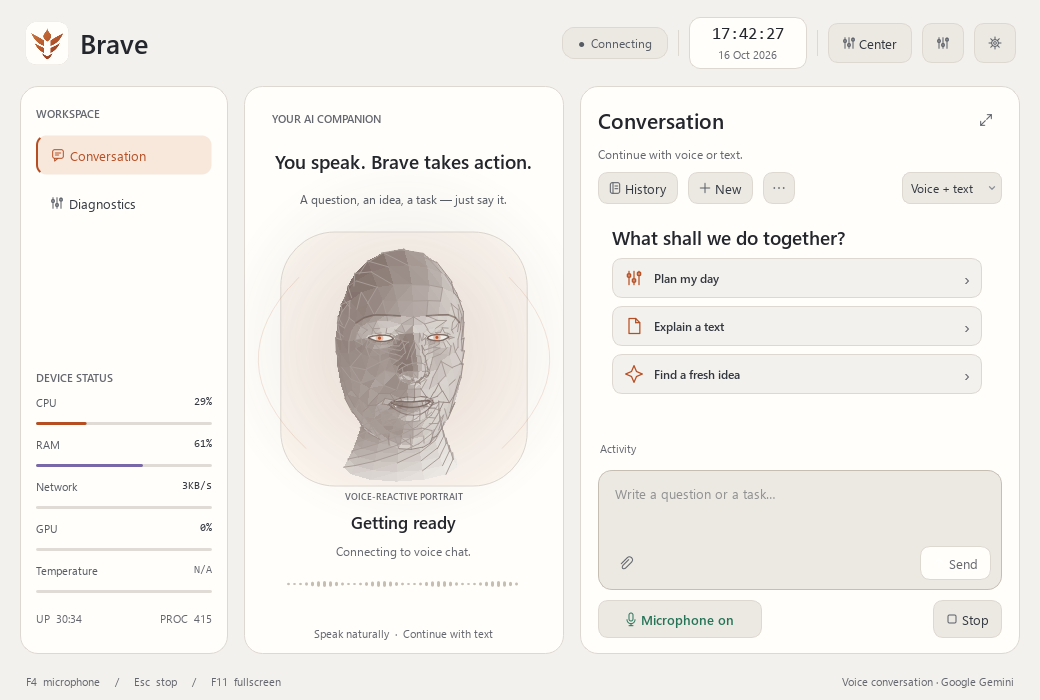 Brave
● Connecting
17:42:27
16 Oct 2026
Center
WORKSPACE
Conversation
Diagnostics
DEVICE STATUS
CPU 29%
RAM 61%
Network 3KB/s
GPU 0%
Temperature N/A
UP 30:34 PROC 415
YOUR AI COMPANION
You speak. Brave takes action.
A question, an idea, a task — just say it.
VOICE-REACTIVE PORTRAIT
Getting ready
Connecting to voice chat.
Speak naturally · Continue with text
Conversation
Continue with voice or text.
History
New
···
Voice + text
What shall we do together?
Plan my day ›
Explain a text ›
Find a fresh idea ›
Activity
Write a question or a task...
Send
Microphone on
Stop
F4 microphone / Esc stop / F11 fullscreen
Voice conversation · Google Gemini